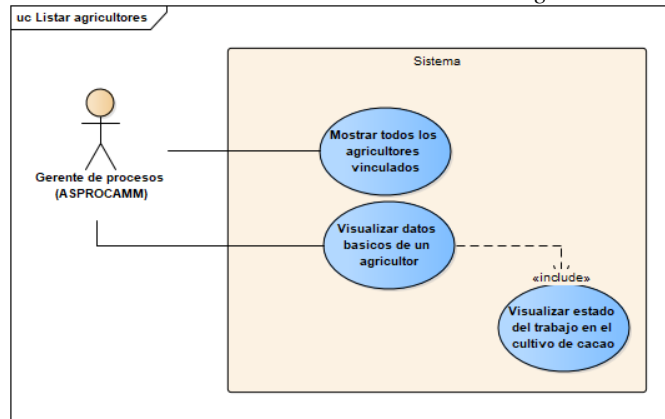 uc Listar agricultores
Sistema
Mostrar todos los
agricultores
vinculados
Gerente de procesos
(ASPROCAMM)
Visualizar datos
basicos de un
agricultor
«include»
Visualizar estado
del trabajo en el
cultivo de cacao